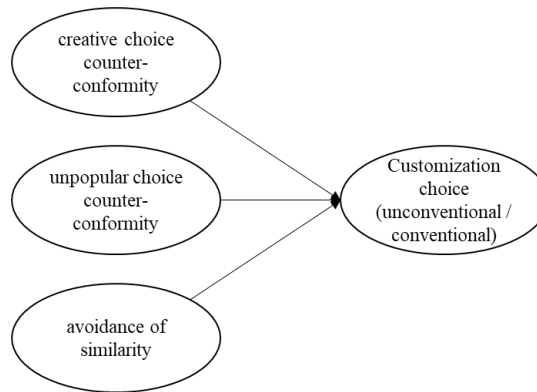 creative choice
counter-
conformity
unpopular choice
counter-
conformity
avoidance of
similarity
Customization
choice
(unconventional /
conventional)